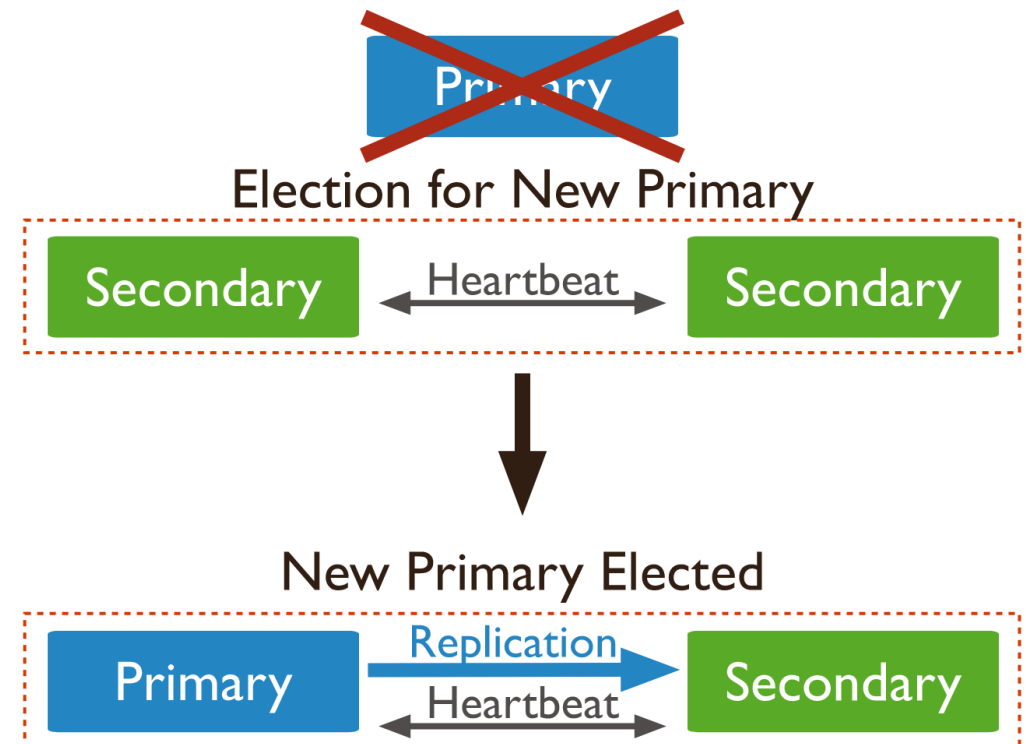 Primary
Election for New Primary
Secondary
Heartbeat
Secondary
New Primary Elected
Primary
Replication
Heartbeat
Secondary